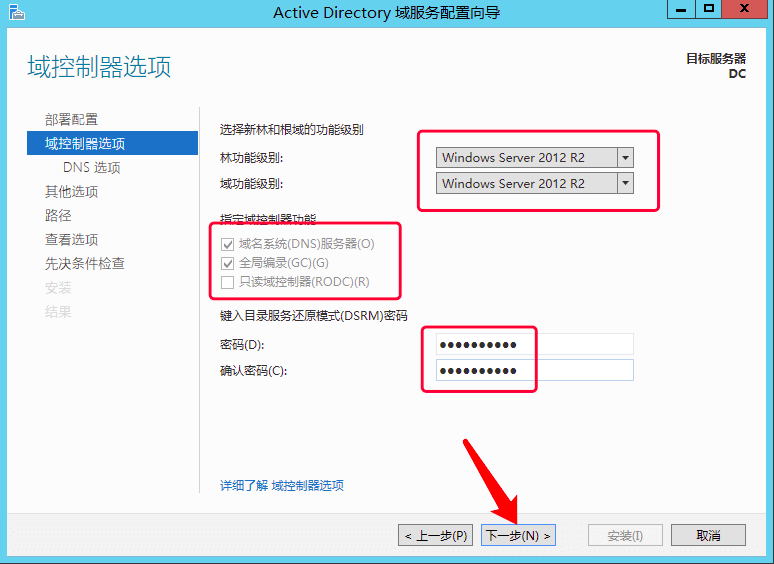 Active Directory 域服务配置向导
域控制器选项
目标服务器
DC
部署配置
域控制器选项
DNS 选项
其他选项
路径
查看选项
先决条件检查
安装
结果
选择新林和根域的功能级别
林功能级别:
Windows Server 2012 R2
域功能级别:
Windows Server 2012 R2
指定域控制器功能
域名系统(DNS)服务器(O)
全局编录(GC)(G)
只读域控制器(RODC)(R)
键入目录服务还原模式(DSRM)密码
密码(D):
●●●●●●●●●●
确认密码(C):
●●●●●●●●●●
详细了解 域控制器选项
< 上一步(P)
下一步(N) >
安装(I)
取消